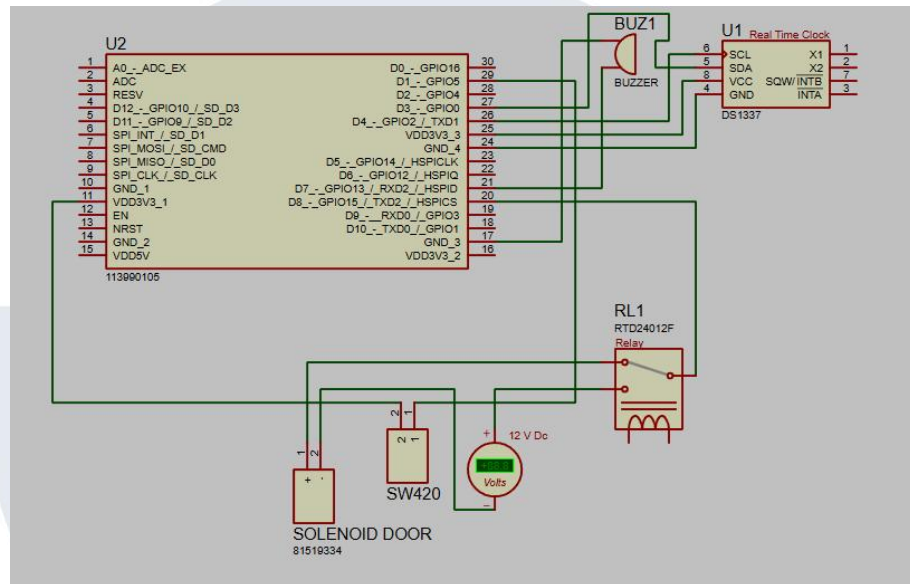 U2
1 A0_-_ADC_EX
2 ADC
3 RESV
4 D12_-_GPIO10_/_SD_D3
5 D11_-_GPIO9_/_SD_D2
6 SPI_INT_/_SD_D1
7 SPI_MOSI_/_SD_CMD
8 SPI_MISO_/_SD_D0
9 SPI_CLK_/_SD_CLK
10 GND_1
11 VDD3V3_1
12 EN
13 NRST
14 GND_2
15 VDD5V
D0_-_GPIO16 30
D1_-_GPIO5 29
D2_-_GPIO4 28
D3_-_GPIO0 27
D4_-_GPIO2_/_TXD1 26
VDD3V3_3 25
GND_4 24
D5_-_GPIO14_/_HSPICLK 23
D6_-_GPIO12_/_HSPIQ 22
D7_-_GPIO13_/_RXD2_/_HSPID 21
D8_-_GPIO15_/_TXD2_/_HSPICS 20
D9_-__RXD0_/_GPIO3 19
D10_-_TXD0_/_GPIO1 18
GND_3 17
VDD3V3_2 16
113990105
BUZ1
BUZZER
U1 Real Time Clock
6 SCL X1 1
5 SDA X2 2
8 VCC SQW/INTB 7
4 GND INTA 3
DS1337
RL1
RTD24012F
Relay
+ 12 V Dc
Volts
−
2 1
2 1
SW420
1 2
+ -
SOLENOID DOOR
81519334